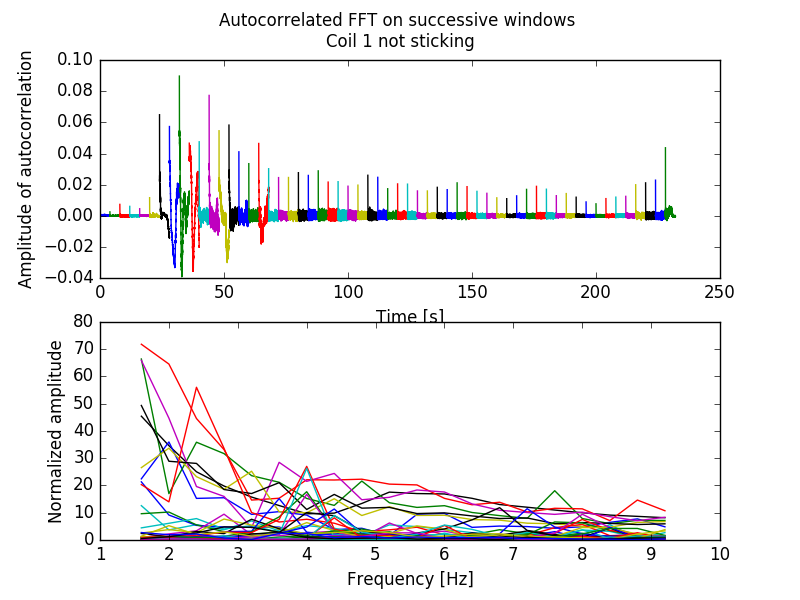 Autocorrelated FFT on successive windows
Coil 1 not sticking
Amplitude of autocorrelation
0.10
0.08
0.06
0.04
0.02
0.00
−0.02
−0.04
0 50 100 150 200 250
Time [s]
Normalized amplitude
80
70
60
50
40
30
20
10
0
1 2 3 4 5 6 7 8 9 10
Frequency [Hz]